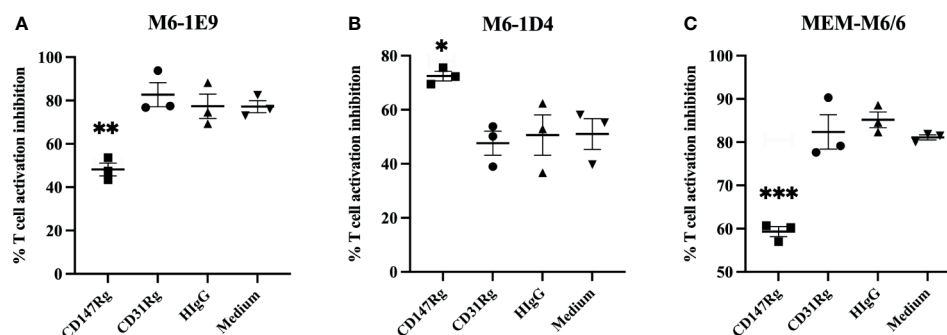 A
M6-1E9
% T cell activation inhibition
100
80
60
40
20
0
**
CD147Rg
CD31Rg
HIgG
Medium
B
M6-1D4
% T cell activation inhibition
80
60
40
20
0
*
CD147Rg
CD31Rg
HIgG
Medium
C
MEM-M6/6
% T cell activation inhibition
100
90
80
70
60
50
***
CD147Rg
CD31Rg
HIgG
Medium